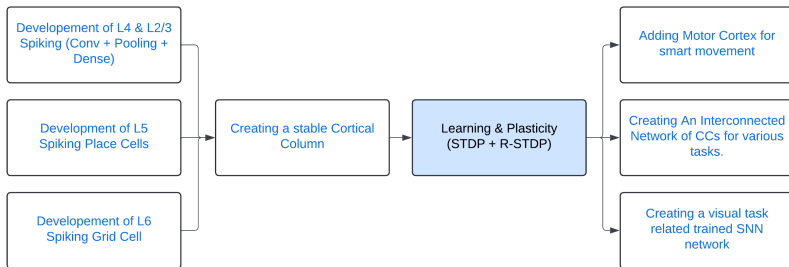 Developement of L4 & L2/3
Spiking (Conv + Pooling +
Dense)
Development of L5
Spiking Place Cells
Developement of L6
Spiking Grid Cell
Creating a stable Cortical
Column
Learning & Plasticity
(STDP + R-STDP)
Adding Motor Cortex for
smart movement
Creating An Interconnected
Network of CCs for various
tasks.
Creating a visual task
related trained SNN
network